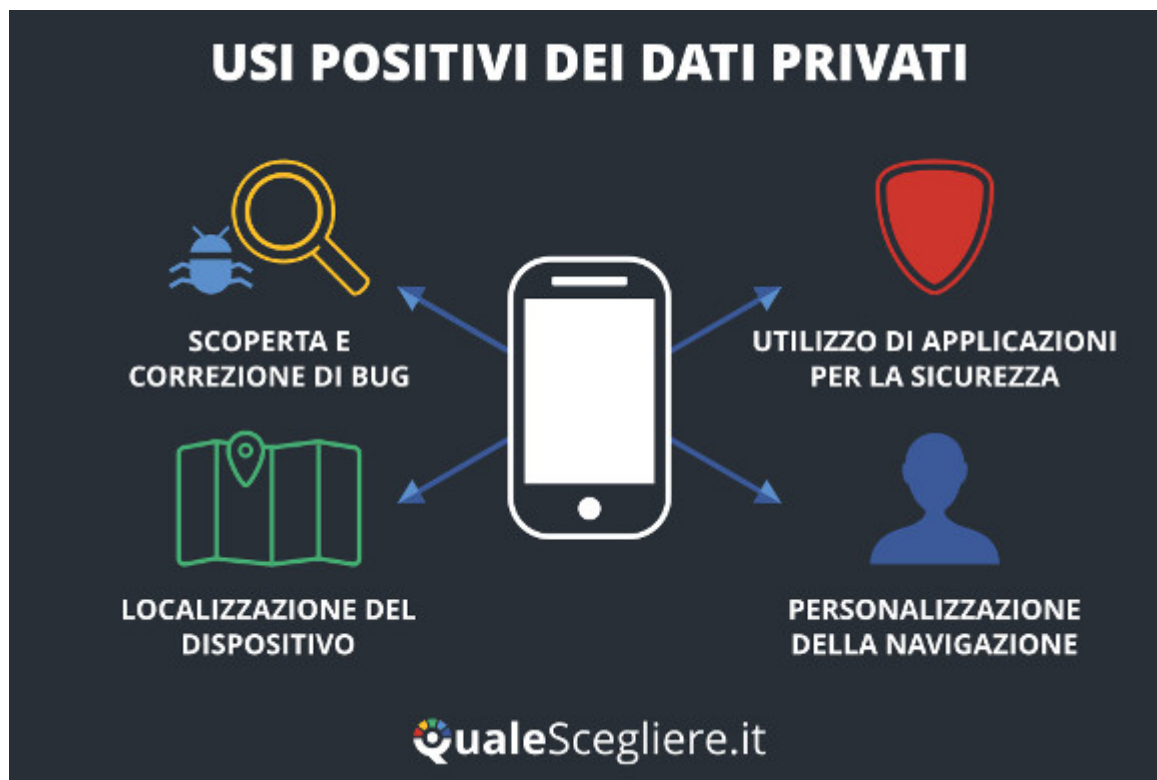 USI POSITIVI DEI DATI PRIVATI
SCOPERTA E
CORREZIONE DI BUG
UTILIZZO DI APPLICAZIONI
PER LA SICUREZZA
LOCALIZZAZIONE DEL
DISPOSITIVO
PERSONALIZZAZIONE
DELLA NAVIGAZIONE
QualeScegliere.it